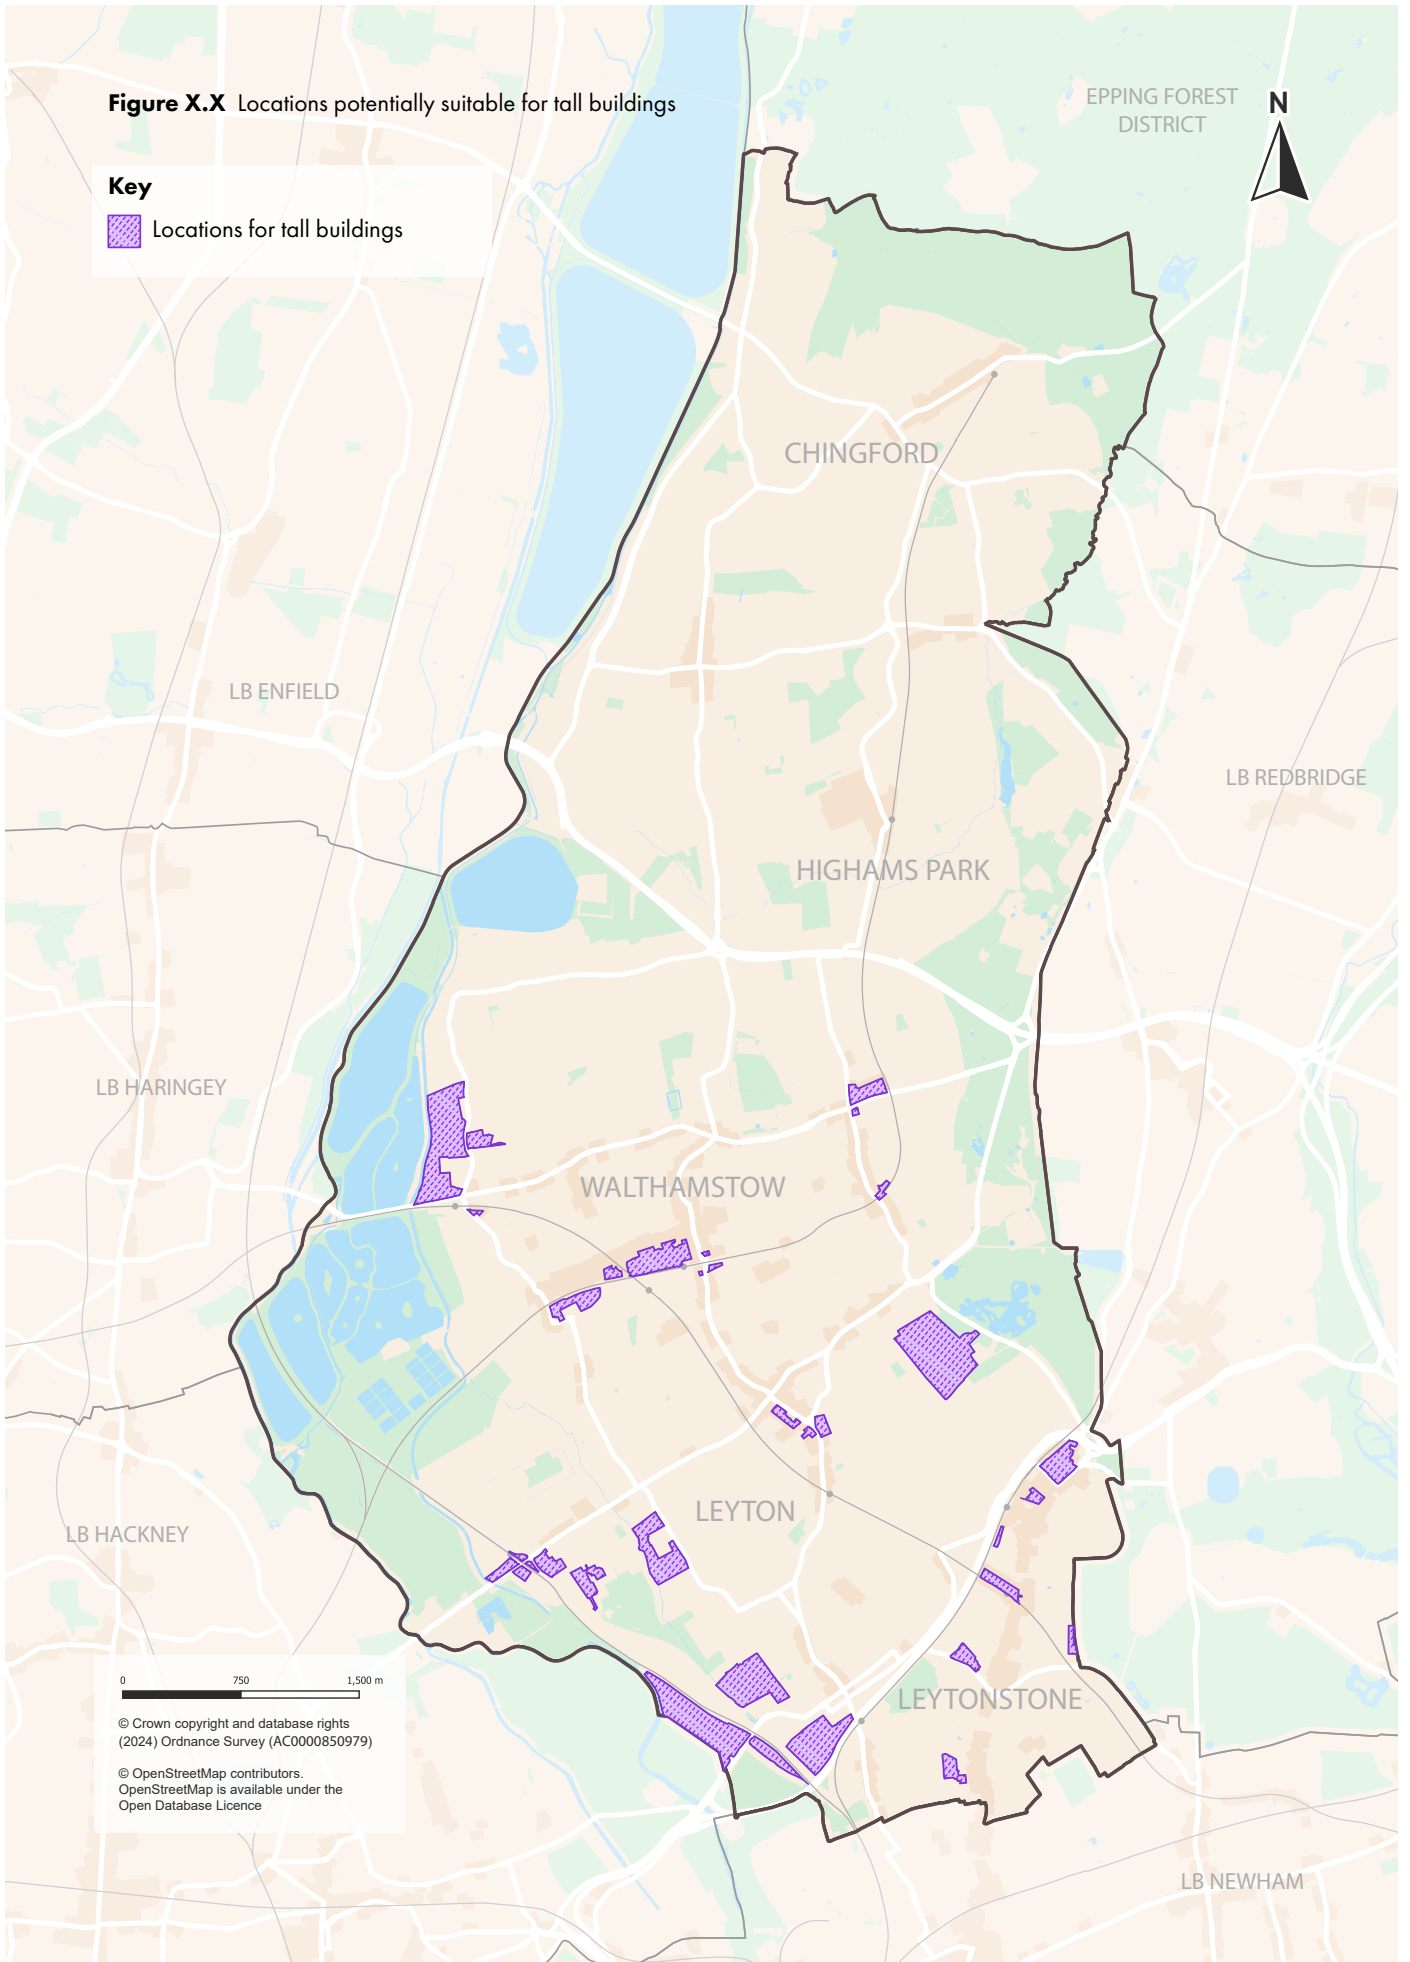 Figure X.X Locations potentially suitable for tall buildings
EPPING FOREST
DISTRICT
N
Key
Locations for tall buildings
CHINGFORD
LB ENFIELD
LB REDBRIDGE
HIGHAMS PARK
LB HARINGEY
WALTHAMSTOW
LEYTON
LB HACKNEY
LEYTONSTONE
0 750 1,500 m
© Crown copyright and database rights
(2024) Ordnance Survey (AC0000850979)
© OpenStreetMap contributors.
OpenStreetMap is available under the
Open Database Licence
LB NEWHAM